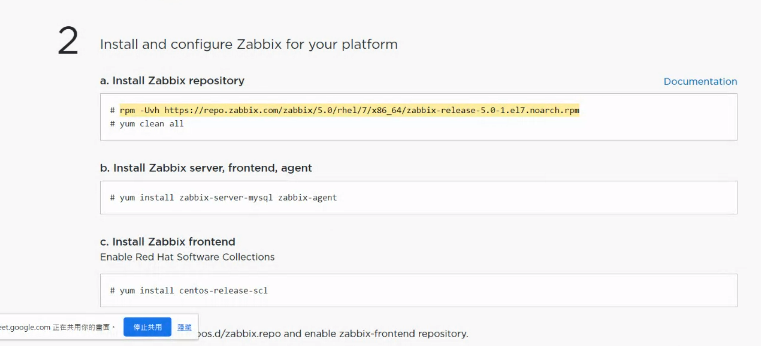 2
Install and configure Zabbix for your platform
a. Install Zabbix repository
Documentation
# rpm -Uvh https://repo.zabbix.com/zabbix/5.0/rhel/7/x86_64/zabbix-release-5.0-1.el7.noarch.rpm
# yum clean all
b. Install Zabbix server, frontend, agent
# yum install zabbix-server-mysql zabbix-agent
c. Install Zabbix frontend
Enable Red Hat Software Collections
# yum install centos-release-scl
eet.google.com 正在共用你的畫面。 停止共用 隱藏
pos.d/zabbix.repo and enable zabbix-frontend repository.